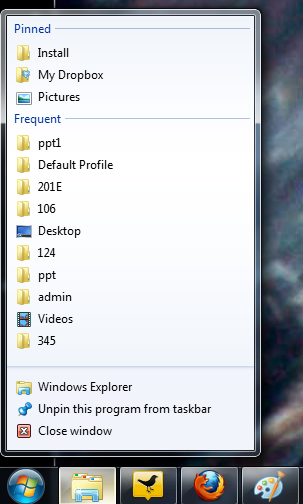 Pinned
Install
My Dropbox
Pictures
Frequent
ppt1
Default Profile
201E
106
Desktop
124
ppt
admin
Videos
345
Windows Explorer
Unpin this program from taskbar
Close window